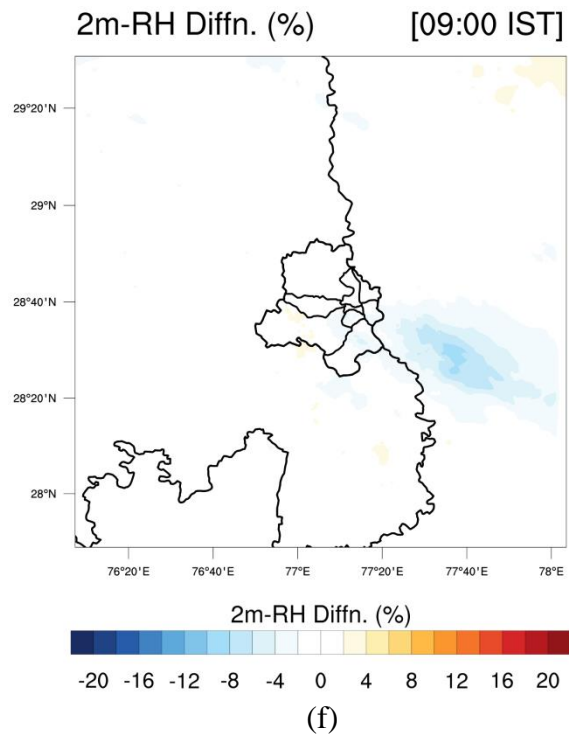 2m-RH Diffn. (%) [09:00 IST]
29°20'N
29°N
28°40'N
28°20'N
28°N
76°20'E 76°40'E 77°E 77°20'E 77°40'E 78°E
2m-RH Diffn. (%)
-20 -16 -12 -8 -4 0 4 8 12 16 20
(f)